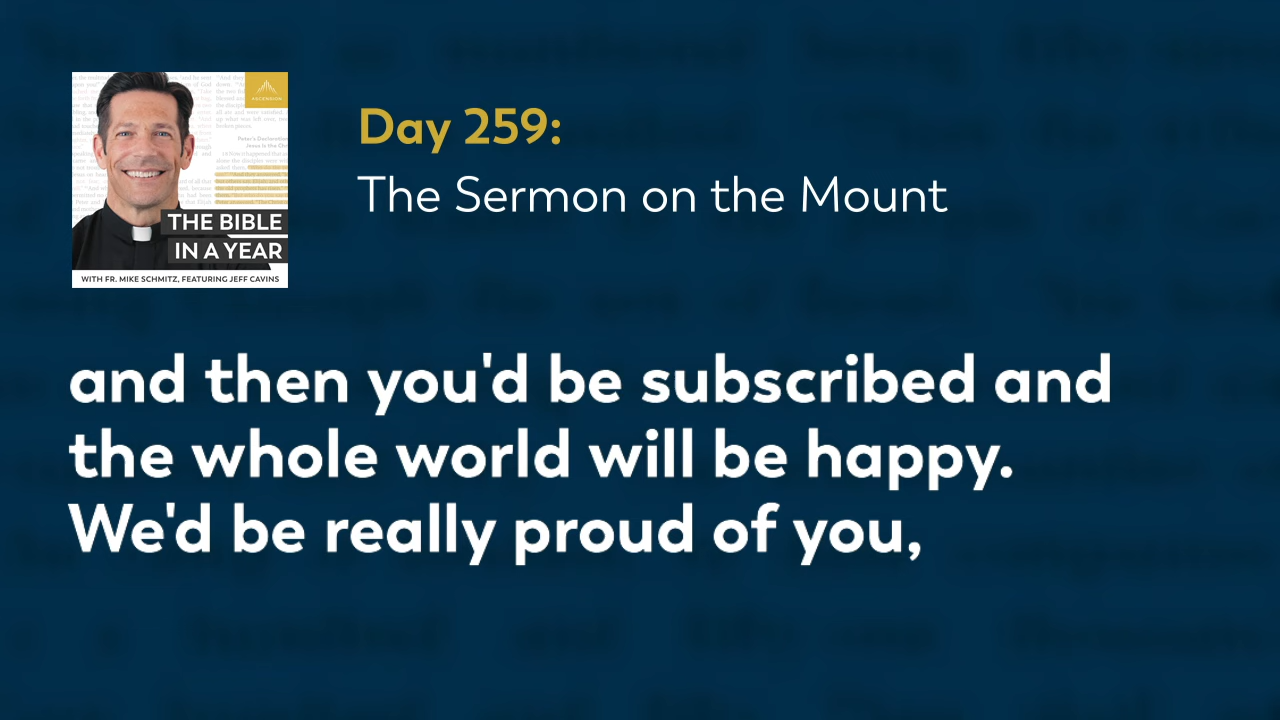 ASCENSION
THE BIBLE
IN A YEAR
WITH FR. MIKE SCHMITZ, FEATURING JEFF CAVINS
Day 259:
The Sermon on the Mount
and then you'd be subscribed and
the whole world will be happy.
We'd be really proud of you,